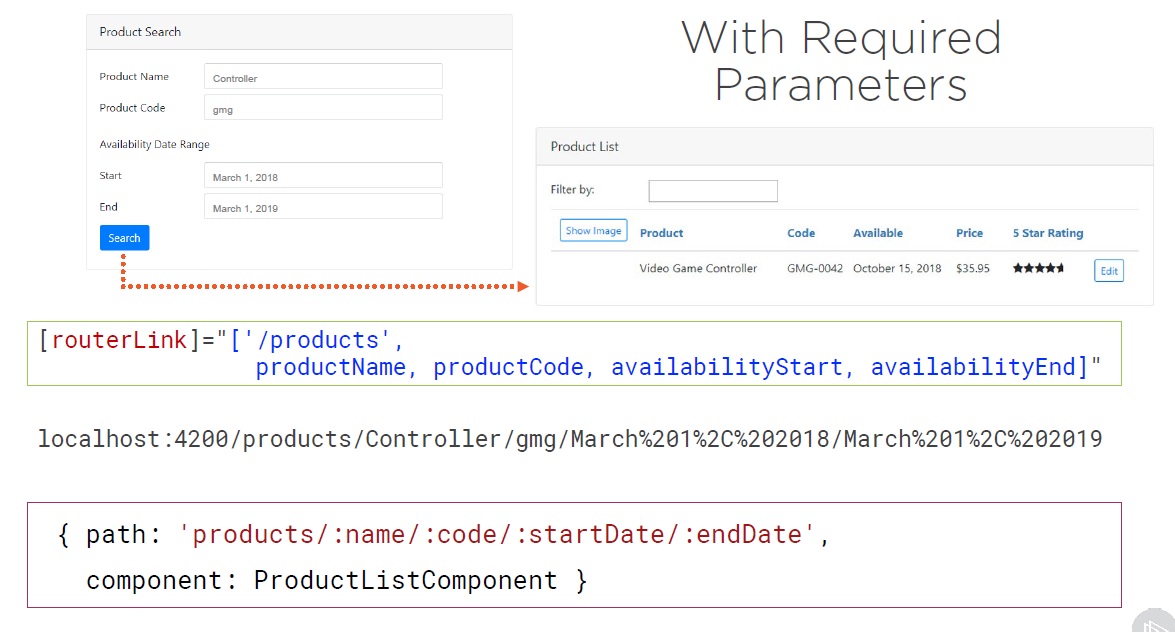 Product Search
Product Name Controller
Product Code gmg
Availability Date Range
Start March 1, 2018
End March 1, 2019
Search
With Required
Parameters
Product List
Filter by:
Show Image Product Code Available Price 5 Star Rating
Video Game Controller GMG-0042 October 15, 2018 $35.95 Edit
[routerLink]="['/products',
productName, productCode, availabilityStart, availabilityEnd]"
localhost:4200/products/Controller/gmg/March%201%2C%202018/March%201%2C%202019
{ path: 'products/:name/:code/:startDate/:endDate',
component: ProductListComponent }